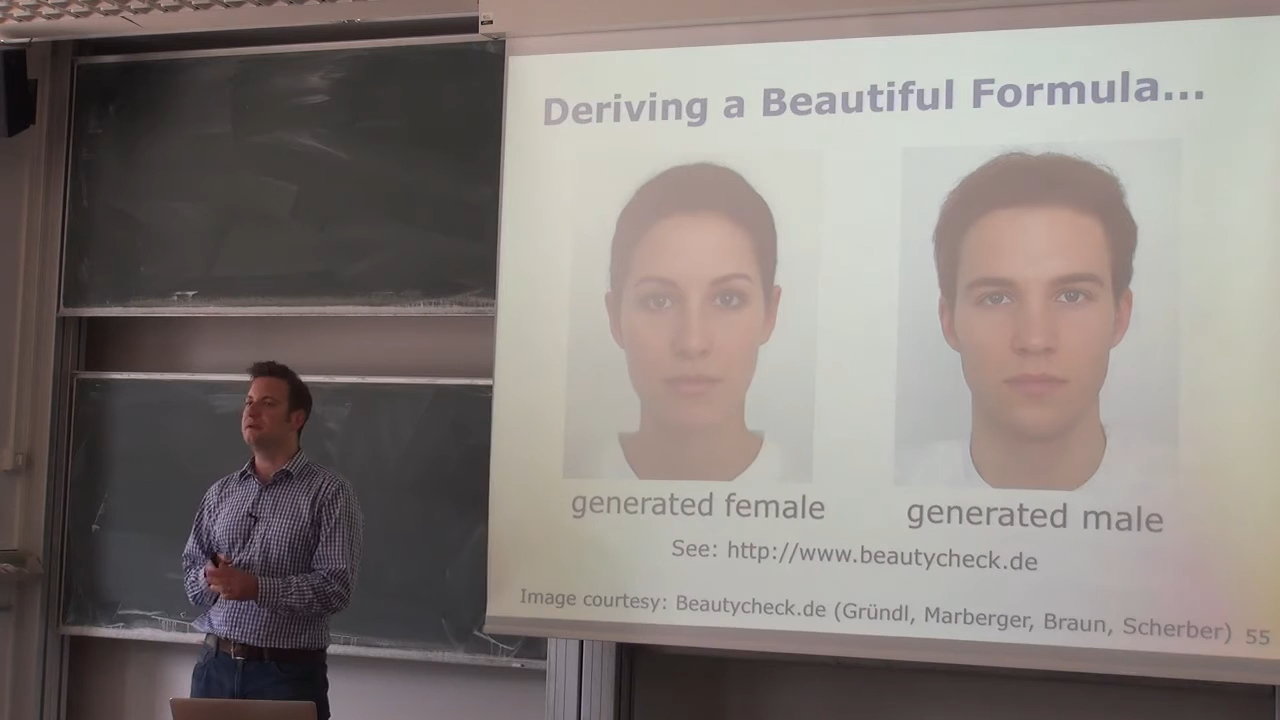 Deriving a Beautiful Formula...
generated female
generated male
See: http://www.beautycheck.de
Image courtesy: Beautycheck.de (Gründl, Marberger, Braun, Scherber)
55